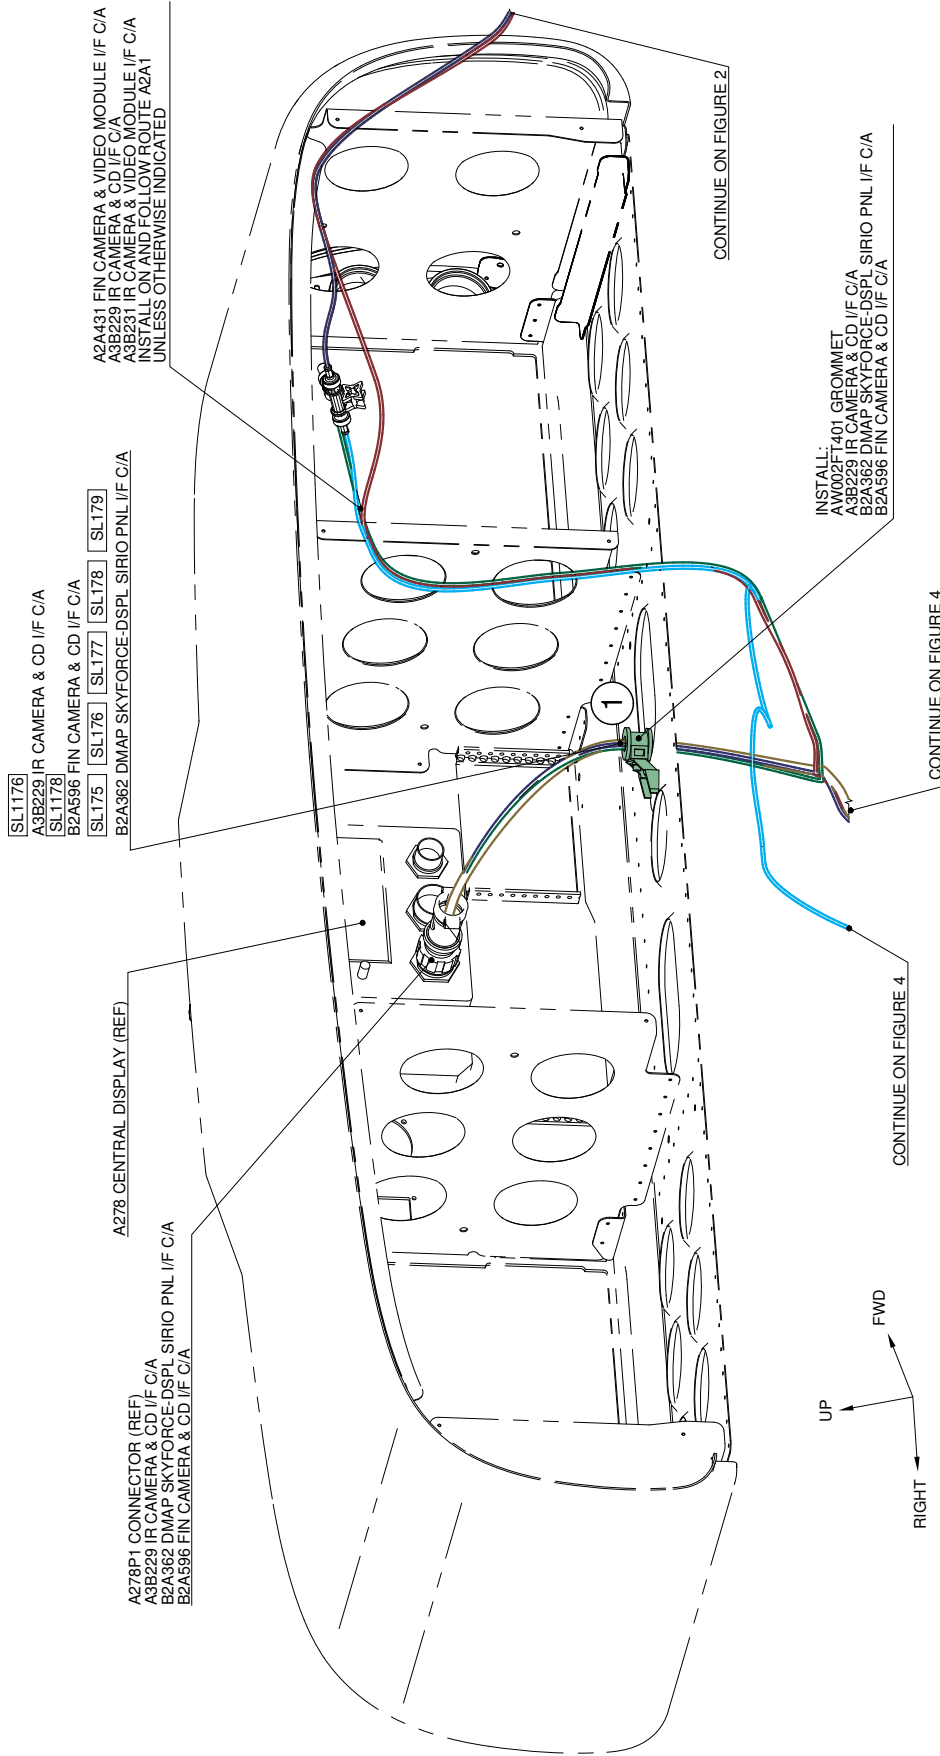 SL1176
A3B229 IR CAMERA & CD I/F C/A
SL1178
B2A596 FIN CAMERA & CD I/F C/A
SL175 SL176 SL177 SL178 SL179
B2A362 DMAP SKYFORCE-DSPL SIRIO PNL I/F C/A
A2A431 FIN CAMERA & VIDEO MODULE I/F C/A
A3B229 IR CAMERA & CD I/F C/A
A3B231 IR CAMERA & VIDEO MODULE I/F C/A
INSTALL ON AND FOLLOW ROUTE A2A1
UNLESS OTHERWISE INDICATED
A278 CENTRAL DISPLAY (REF)
A278P1 CONNECTOR (REF)
A3B229 IR CAMERA & CD I/F C/A
B2A362 DMAP SKYFORCE-DSPL SIRIO PNL I/F C/A
B2A596 FIN CAMERA & CD I/F C/A
1
CONTINUE ON FIGURE 2
INSTALL:
AW002FT401 GROMMET
A3B229 IR CAMERA & CD I/F C/A
B2A362 DMAP SKYFORCE-DSPL SIRIO PNL I/F C/A
B2A596 FIN CAMERA & CD I/F C/A
CONTINUE ON FIGURE 4
CONTINUE ON FIGURE 4
UP
FWD
RIGHT